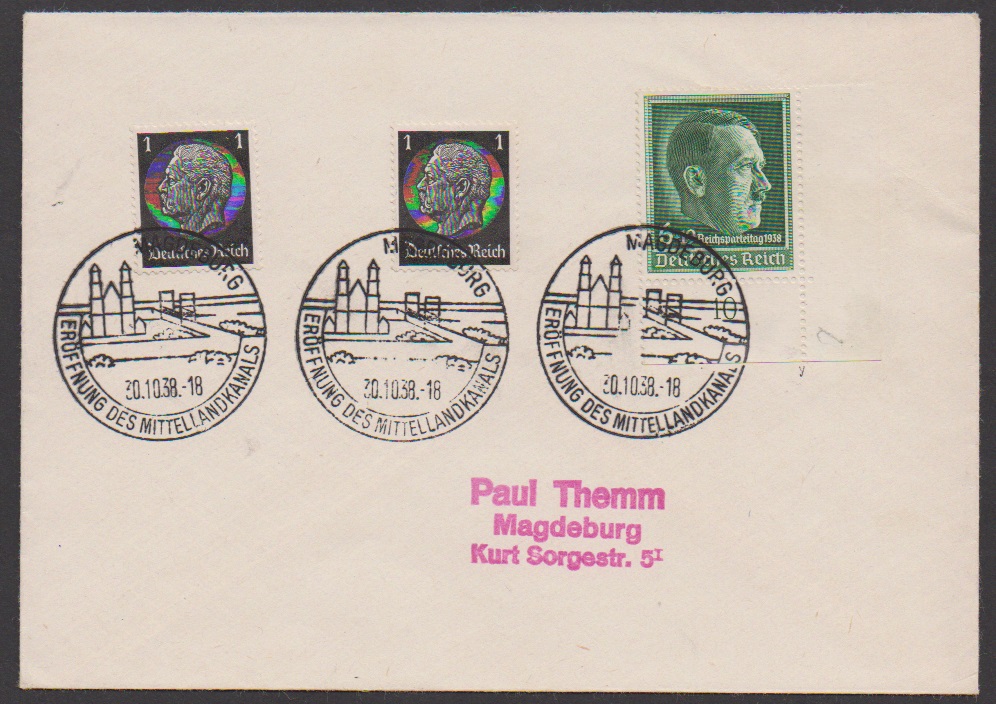 1 1
Deutsches Reich
1 1
Deutsches Reich
6+19 Reichsparteitag 1938
Deutsches Reich
10
MAGDEBURG
ERÖFFNUNG DES MITTELLANDKANALS
30.10.38.-18
MAGDEBURG
ERÖFFNUNG DES MITTELLANDKANALS
30.10.38.-18
MAGDEBURG
ERÖFFNUNG DES MITTELLANDKANALS
30.10.38.-18
Paul Themm
Magdeburg
Kurt Sorgestr. 5ᴵ